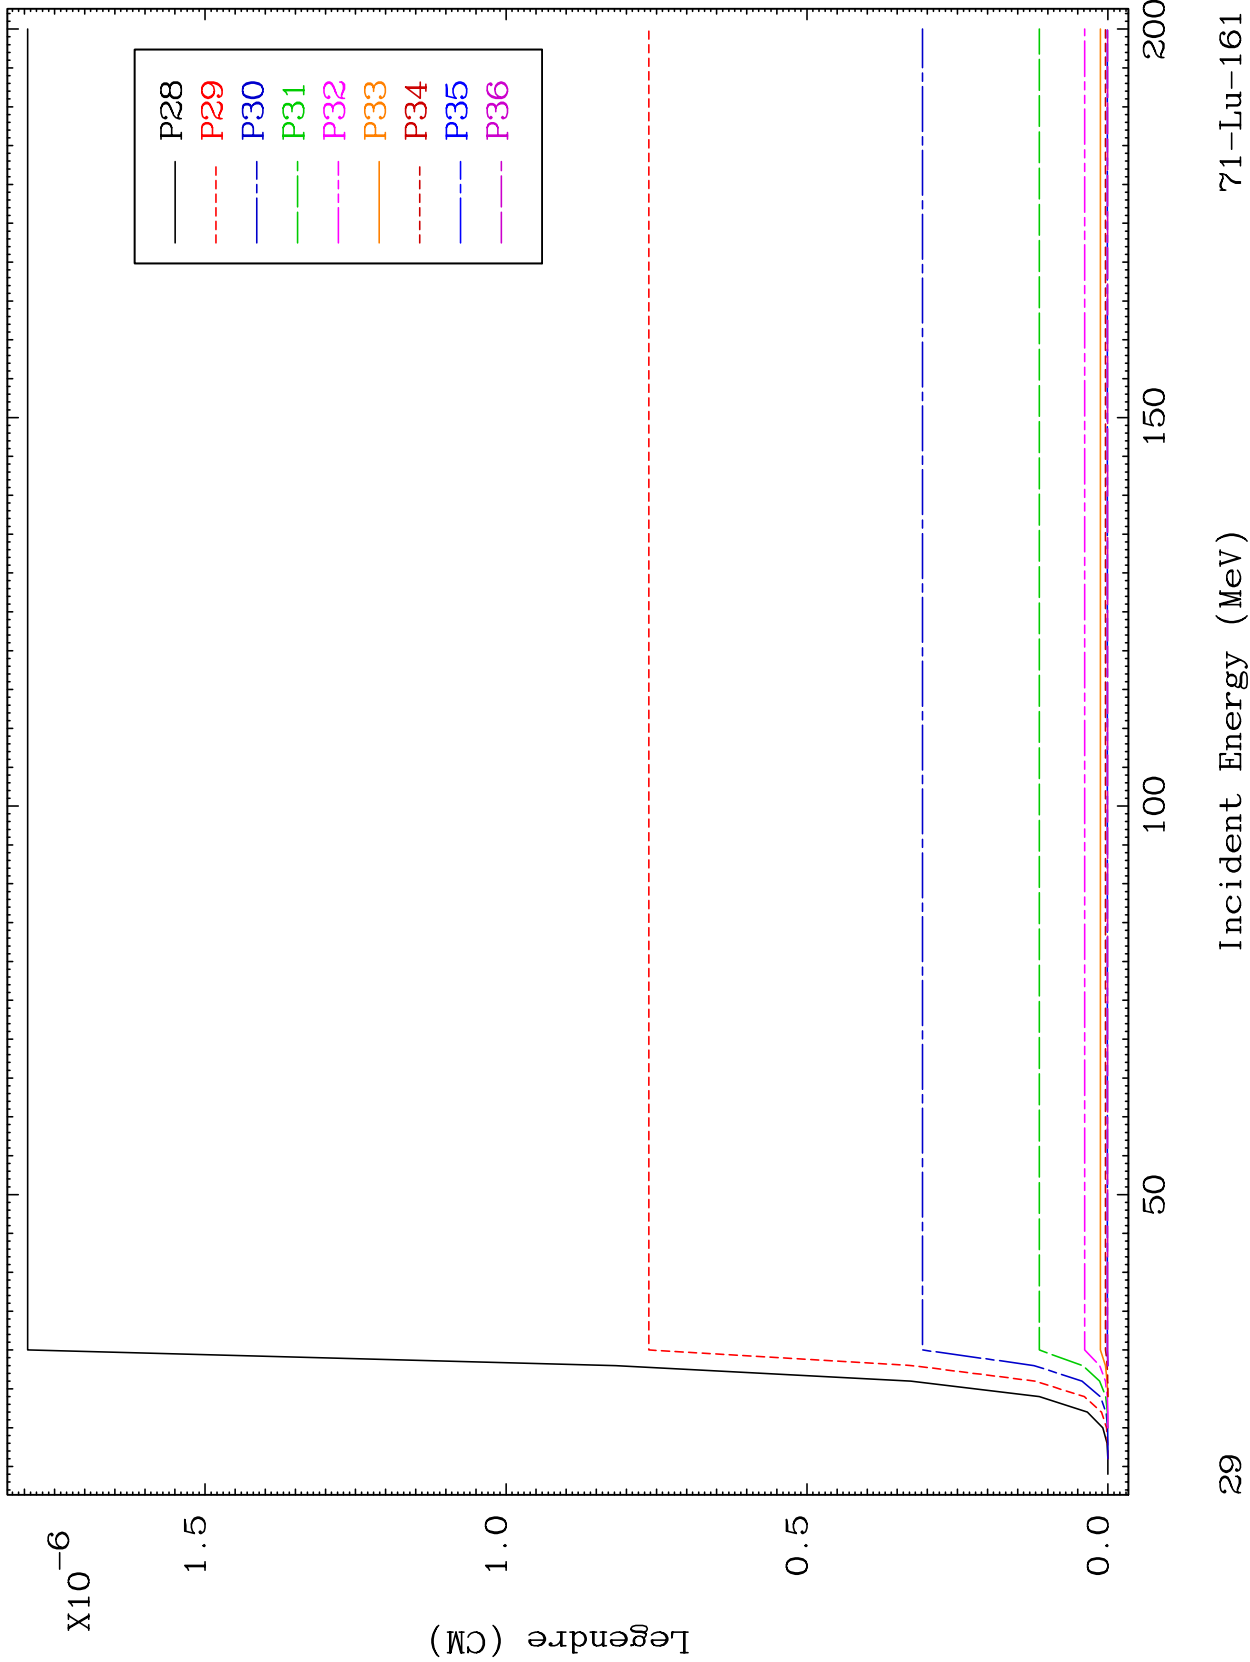 X10-6
1.5
1.0
0.5
0.0
Legendre (CM)
P28
P29
P30
P31
P32
P33
P34
P35
P36
50
100
150
200
29
Incident Energy (MeV)
71-Lu-161